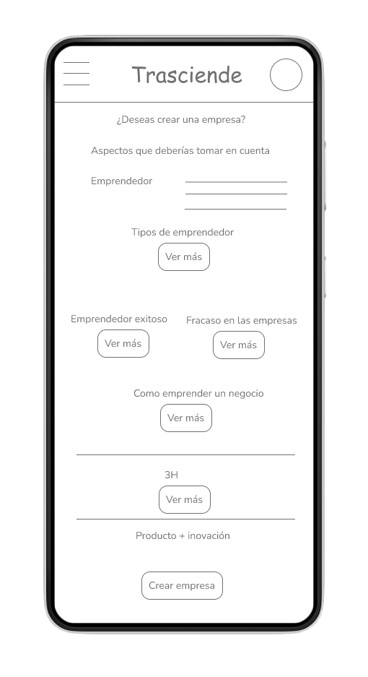 Trasciende
¿Deseas crear una empresa?
Aspectos que deberías tomar en cuenta
Emprendedor
Tipos de emprendedor
Ver más
Emprendedor exitoso
Ver más
Fracaso en las empresas
Ver más
Como emprender un negocio
Ver más
3H
Ver más
Producto + inovación
Crear empresa